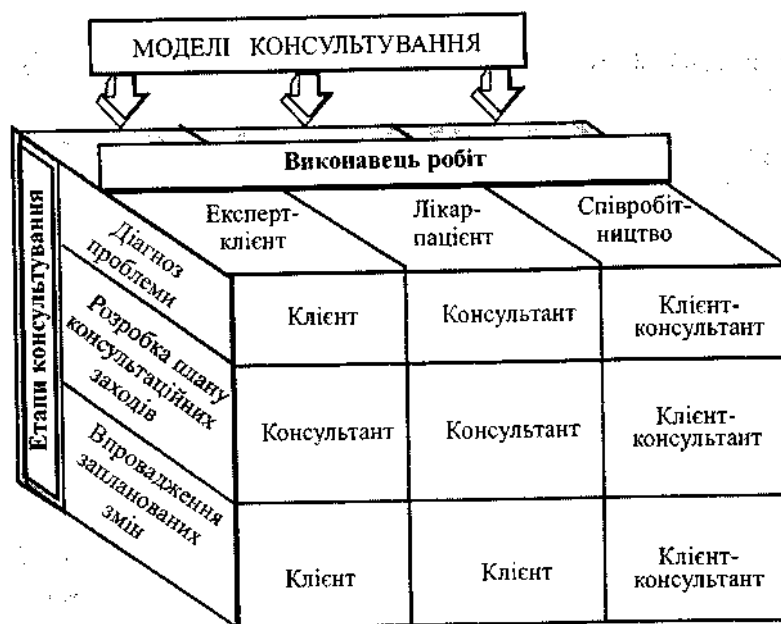 МОДЕЛІ КОНСУЛЬТУВАННЯ
Виконавець робіт
Етапи консультування
Експерт-
клієнт
Лікар-
пацієнт
Співробіт-
ництво
Діагноз
проблеми
Клієнт
Консультант
Клієнт-
консультант
Розробка плану
консультаційних
заходів
Консультант
Консультант
Клієнт-
консультант
Впровадження
запланованих
змін
Клієнт
Клієнт
Клієнт-
консультант